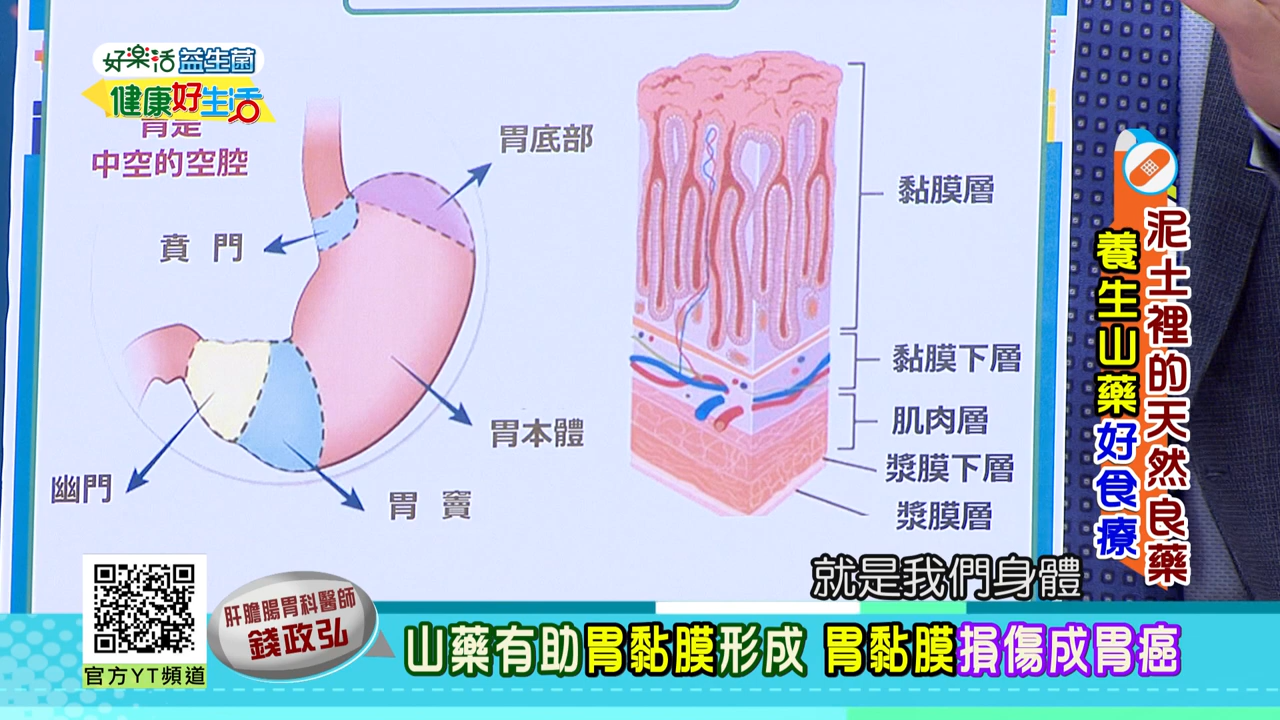 好樂活益生菌
健康好生活
胃是
中空的空腔
賁 門
胃底部
胃本體
幽門
胃 竇
黏膜層
黏膜下層
肌肉層
漿膜下層
漿膜層
泥土裡的天然良藥
養生山藥好食療
就是我們身體
肝膽腸胃科醫師
錢政弘
山藥有助胃黏膜形成 胃黏膜損傷成胃癌
官方YT頻道